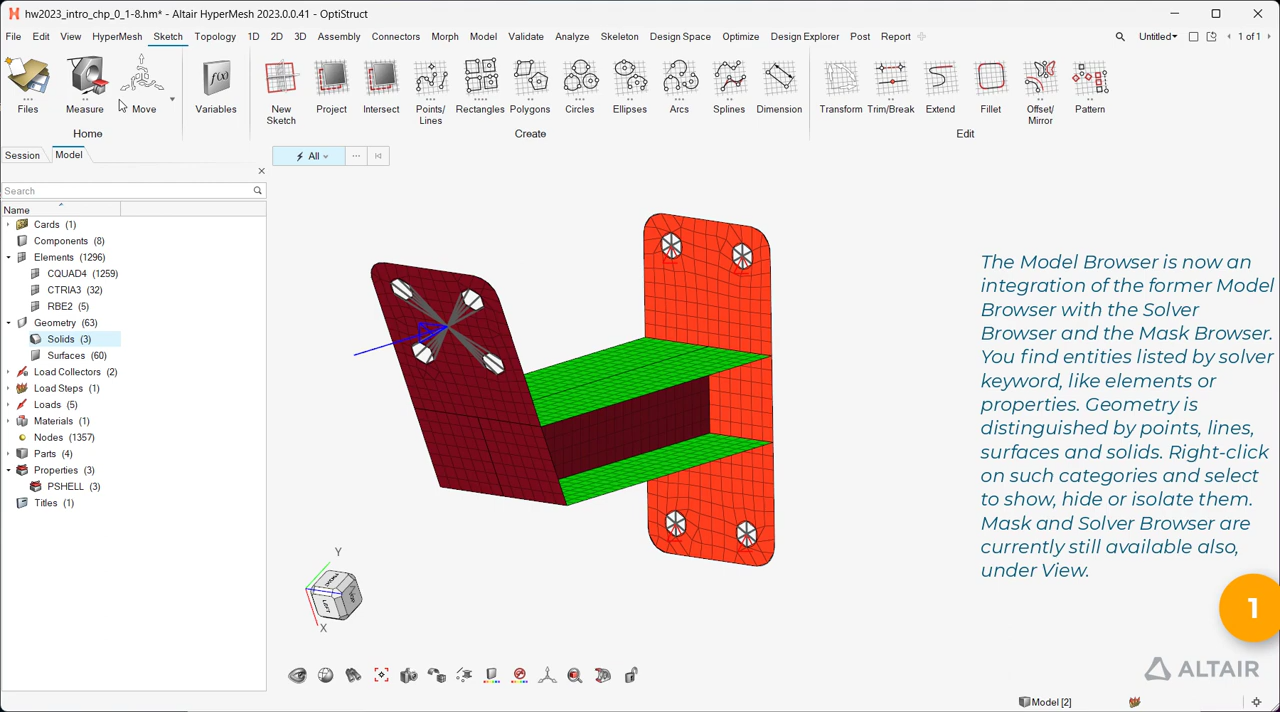 hw2023_intro_chp_0_1-8.hm* - Altair HyperMesh 2023.0.0.41 - OptiStruct
File Edit View HyperMesh Sketch Topology 1D 2D 3D Assembly Connectors Morph Model Validate Analyze Skeleton Design Space Optimize Design Explorer Post Report Untitled 1 of 1
f(x)
Files Measure Move Variables New Sketch Project Intersect Points/Lines Rectangles Polygons Circles Ellipses Arcs Splines Dimension Transform Trim/Break Extend Fillet Offset/Mirror Pattern
Home Create Edit
Session Model
All
Search
Name
Cards (1)
Components (8)
Elements (1296)
CQUAD4 (1259)
CTRIA3 (32)
RBE2 (5)
Geometry (63)
Solids (3)
Surfaces (60)
Load Collectors (2)
Load Steps (1)
Loads (5)
Materials (1)
Nodes (1357)
Parts (4)
Properties (3)
PSHELL (3)
Titles (1)
The Model Browser is now an
integration of the former Model
Browser with the Solver
Browser and the Mask Browser.
You find entities listed by solver
keyword, like elements or
properties. Geometry is
distinguished by points, lines,
surfaces and solids. Right-click
on such categories and select
to show, hide or isolate them.
Mask and Solver Browser are
currently still available also,
under View.
1
Y
LEFT
X
ALTAIR
Model [2]